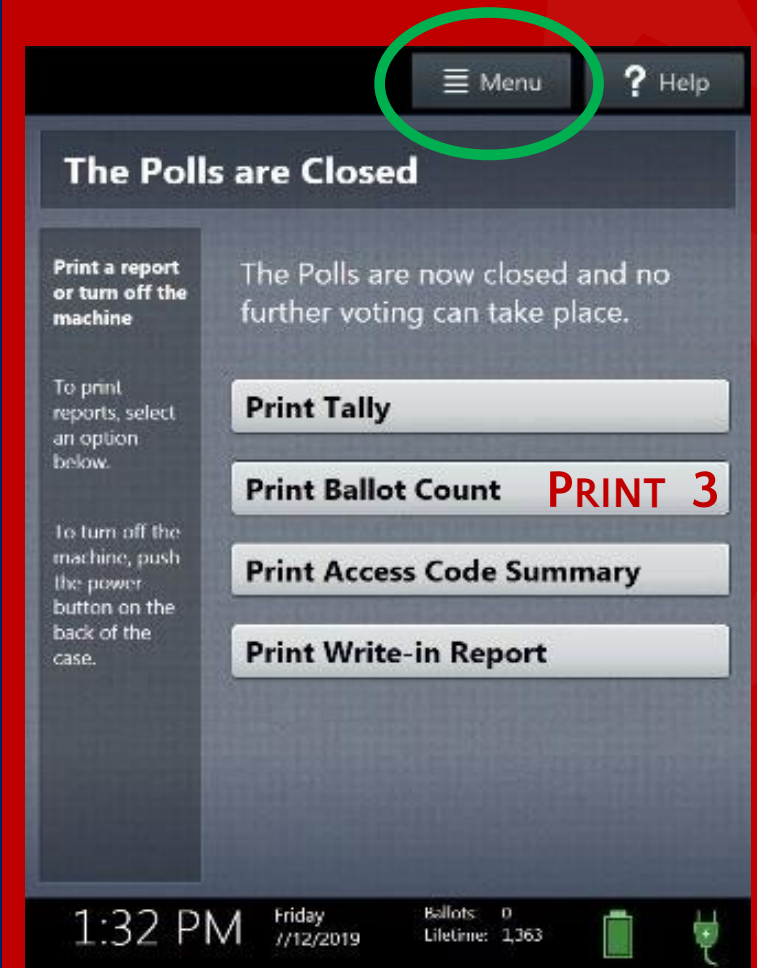 ☰ Menu
? Help
The Polls are Closed
Print a report
or turn off the
machine
To print
reports, select
an option
below.
To turn off the
machine, push
the power
button on the
back of the
case.
The Polls are now closed and no
further voting can take place.
Print Tally
Print Ballot Count PRINT 3
Print Access Code Summary
Print Write-in Report
1:32 PM
Friday
7/12/2019
Ballots: 0
Lifetime: 1,363